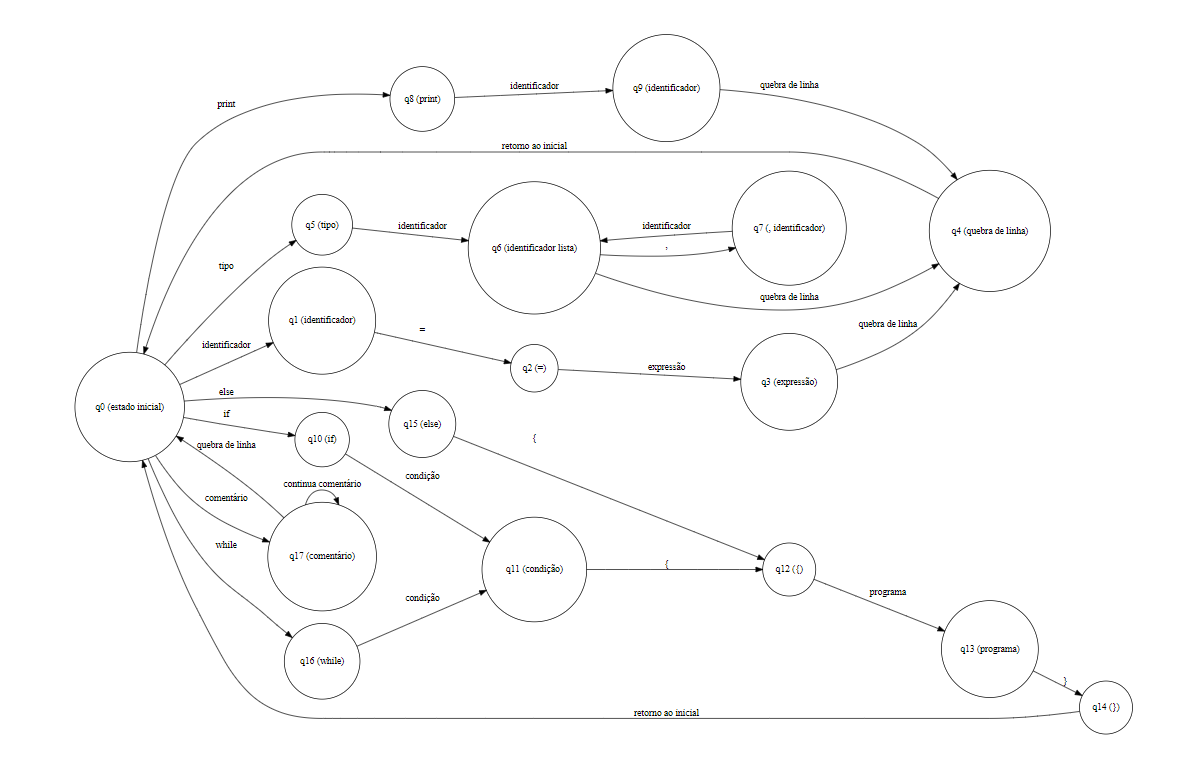 print
q8 (print)
identificador
q9 (identificador)
quebra de linha
retorno ao inicial
q5 (tipo)
identificador
q6 (identificador lista)
identificador
,
q7 (, identificador)
q4 (quebra de linha)
tipo
quebra de linha
q1 (identificador)
=
quebra de linha
identificador
q2 (=)
expressão
q3 (expressão)
q0 (estado inicial)
else
if
q15 (else)
{
q10 (if)
quebra de linha
condição
continua comentário
comentário
q17 (comentário)
while
q11 (condição)
{
q12 ({)
condição
programa
q16 (while)
q13 (programa)
}
q14 (})
retorno ao inicial